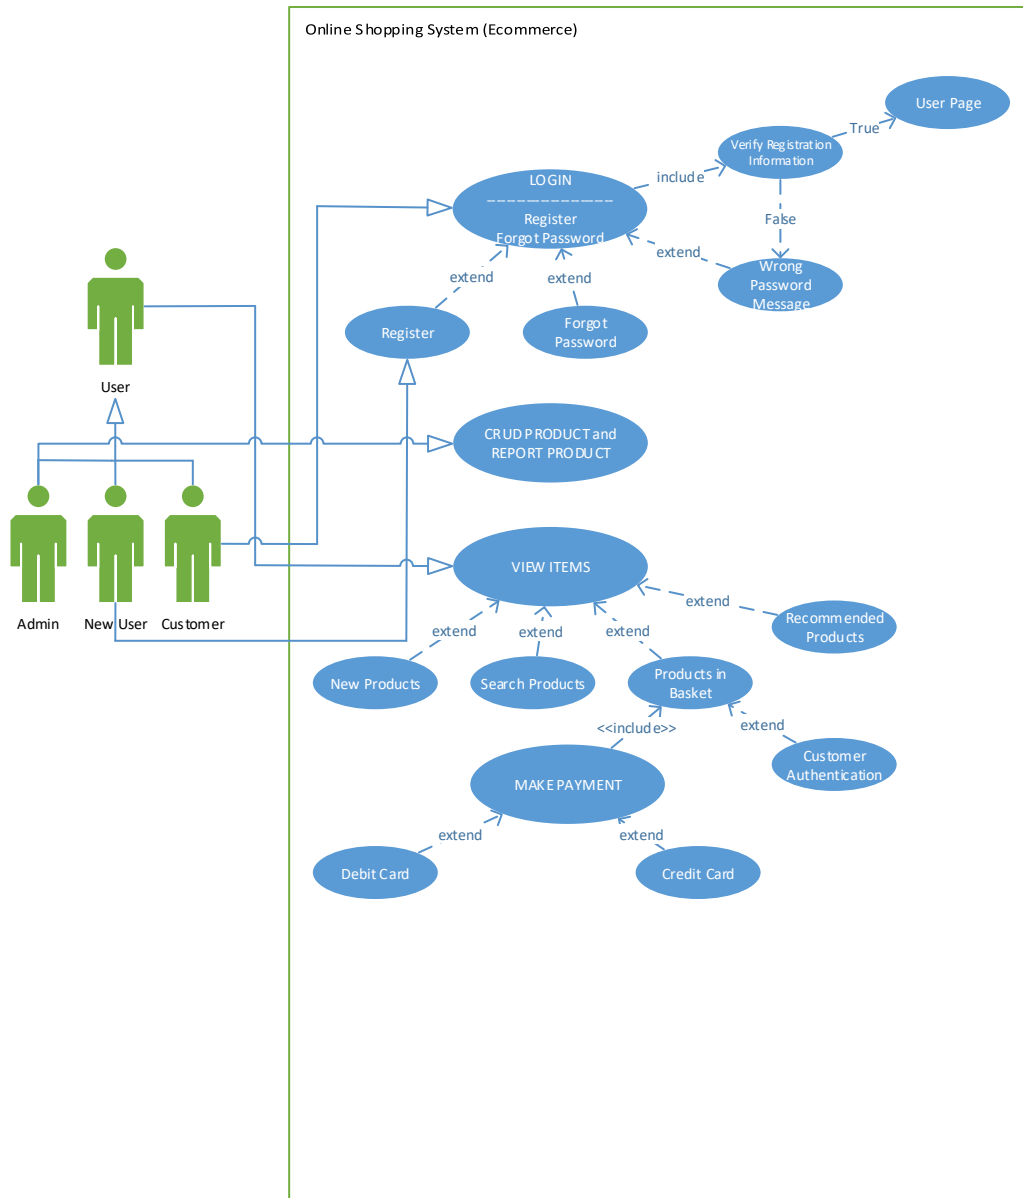 Online Shopping System (Ecommerce)
User Page
True
Verify Registration
Information
include
LOGIN
--------------
Register
Forgot Password
False
extend
Wrong
Password
Message
extend
extend
Register
Forgot
Password
User
CRUD PRODUCT and
REPORT PRODUCT
VIEW ITEMS
Admin
New User
Customer
extend
Recommended
Products
extend
extend
extend
New Products
Search Products
Products in
Basket
<<include>>
extend
Customer
Authentication
MAKE PAYMENT
extend
extend
Debit Card
Credit Card